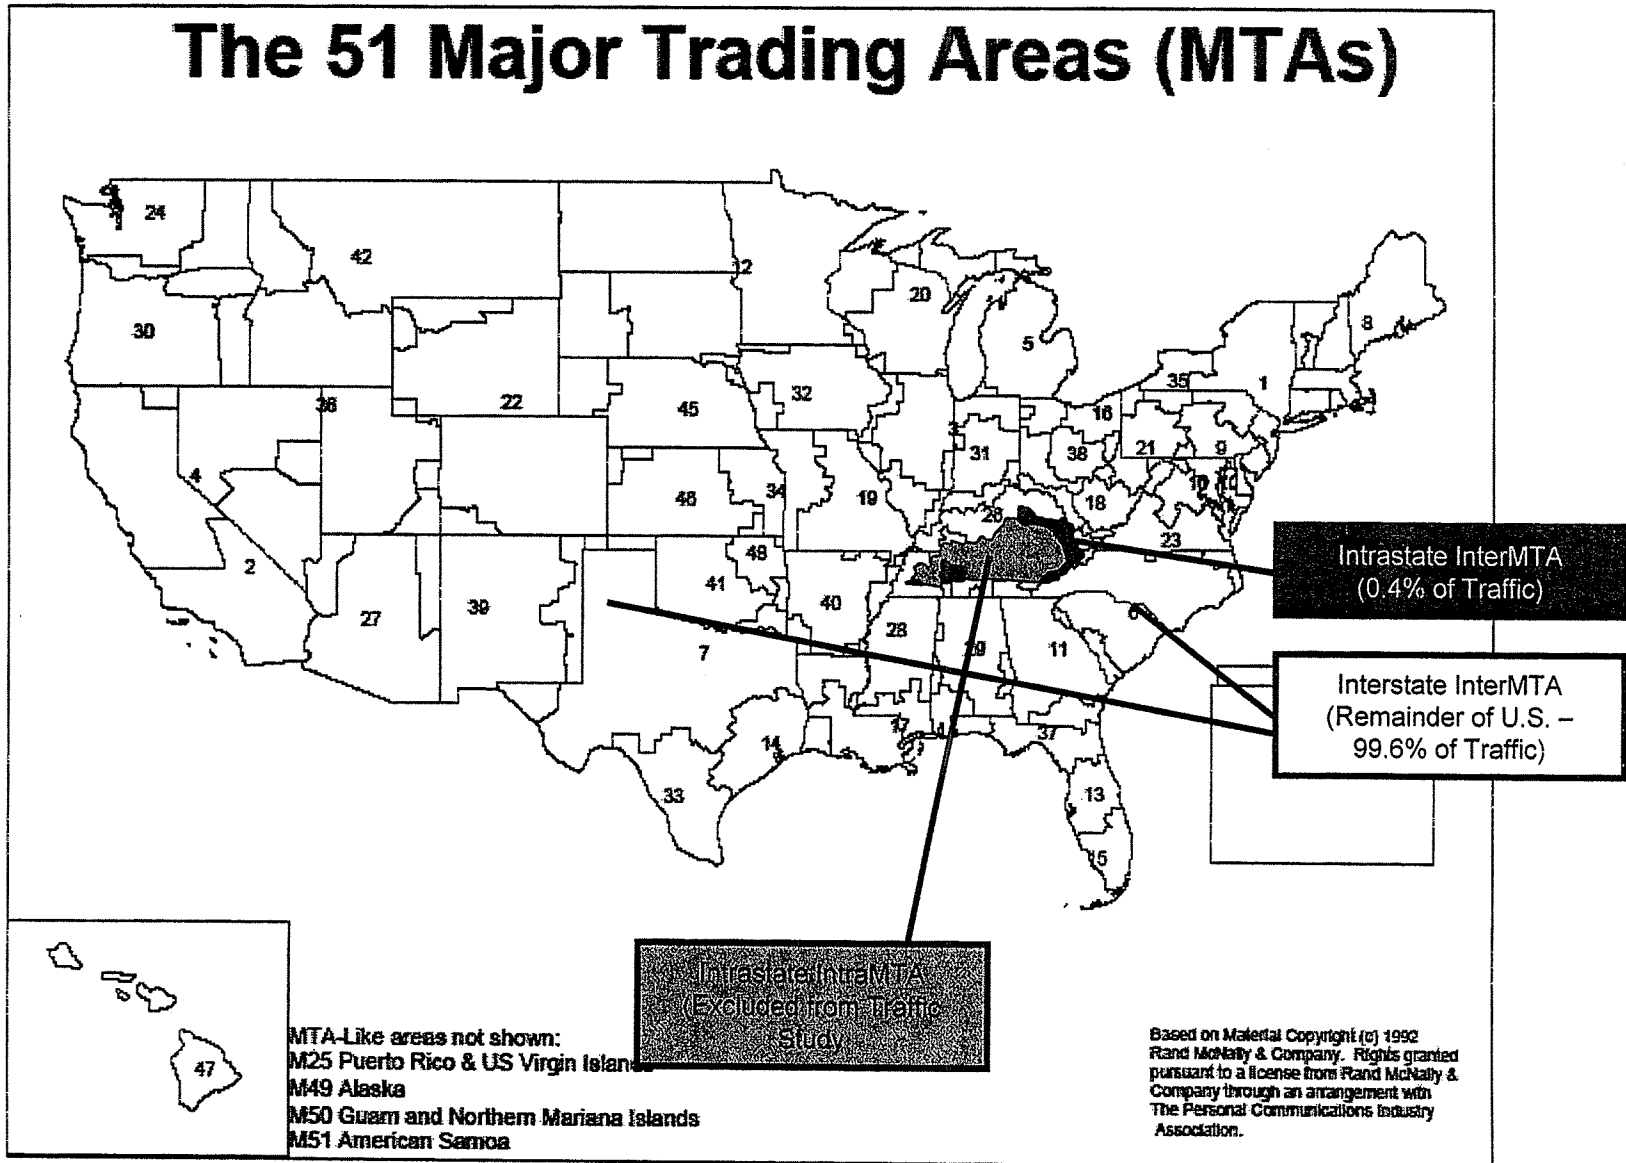 The 51 Major Trading Areas (MTAs)
24
42
12
20
30
5
8
35
1
36
22
32
45
16
3
31
38
21
9
4
46
34
19
10
18
26
23
Intrastate InterMTA
(0.4% of Traffic)
2
48
41
40
27
39
28
29
11
6
7
Interstate InterMTA
(Remainder of U.S. –
99.6% of Traffic)
17
37
14
33
13
15
Intrastate IntraMTA
(Excluded from Traffic
Study
47
MTA-Like areas not shown:
M25 Puerto Rico & US Virgin Islands
M49 Alaska
M50 Guam and Northern Mariana Islands
M51 American Samoa
Based on Material Copyright (c) 1992
Rand McNally & Company. Rights granted
pursuant to a license from Rand McNally &
Company through an arrangement with
The Personal Communications Industry
Association.